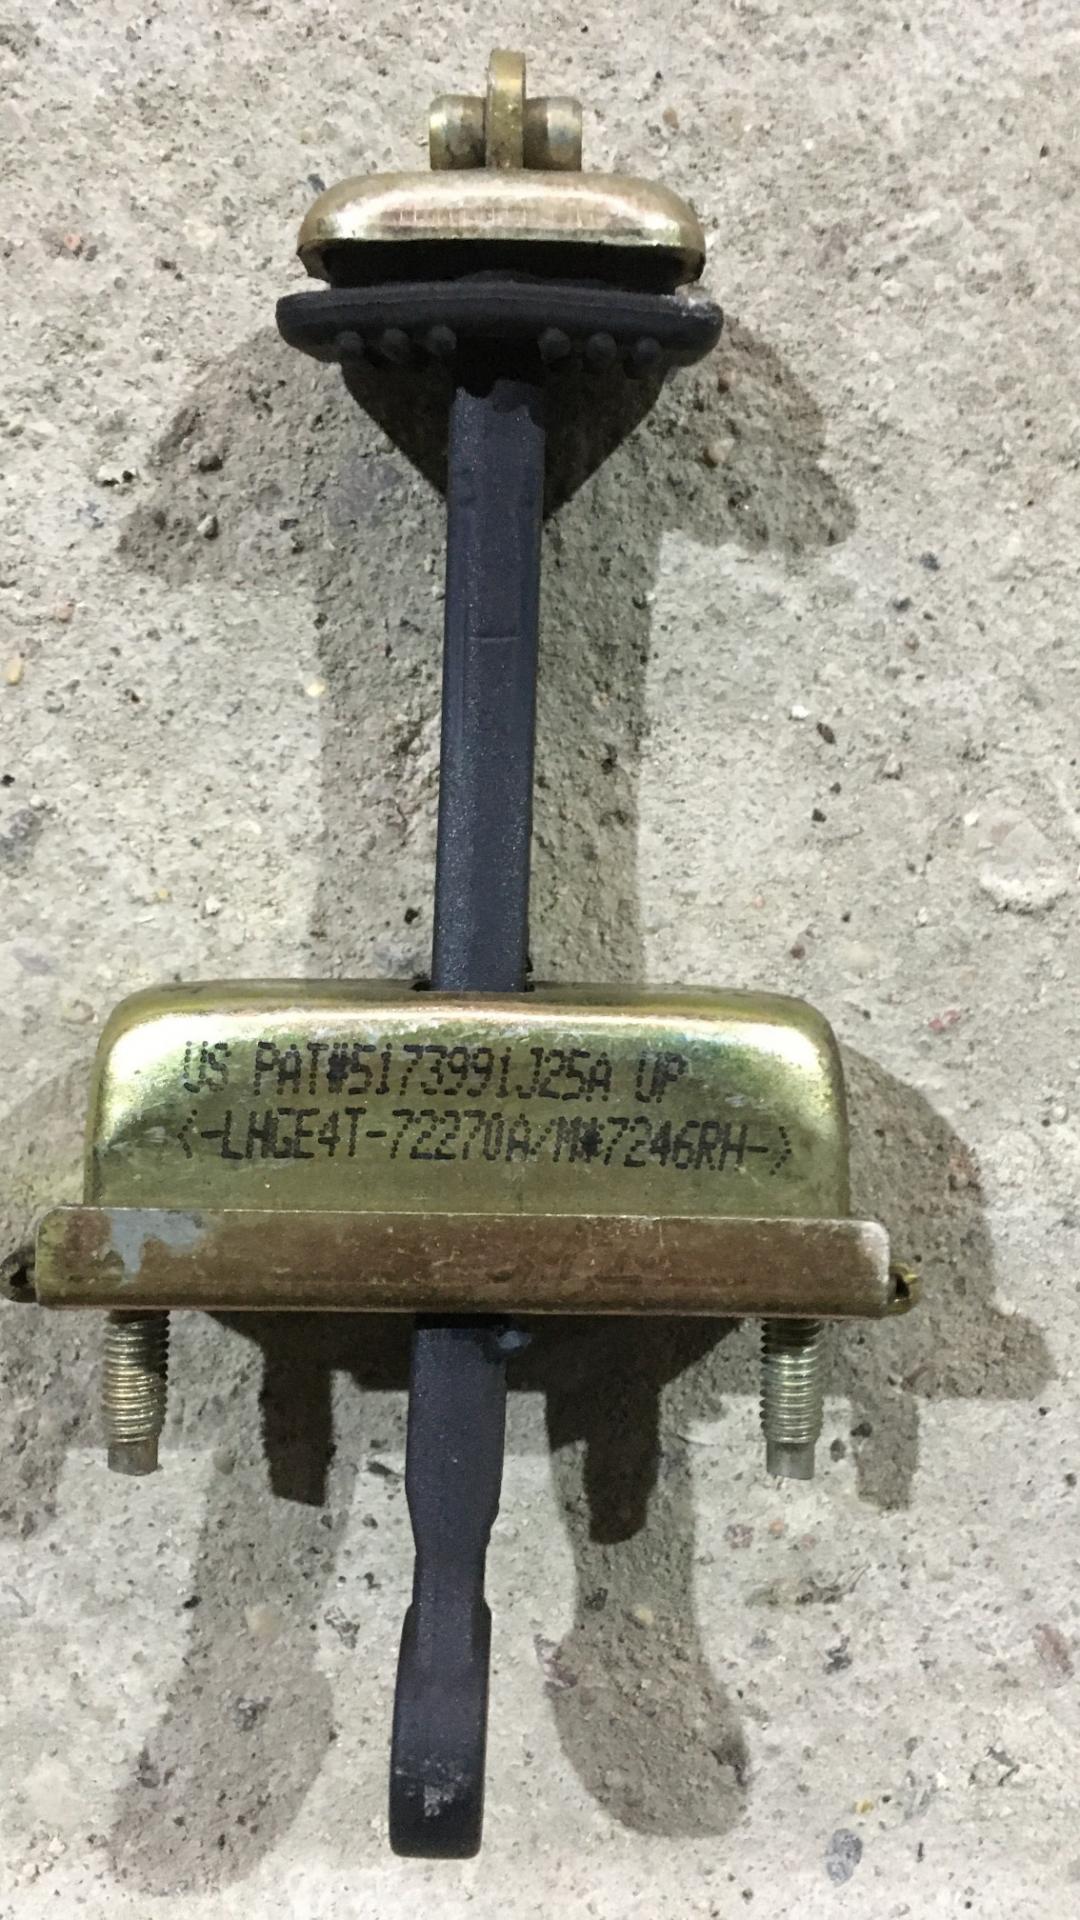 US PAT#5173991J25A UP
<-LHGE4T-72270A/M#7246RH->